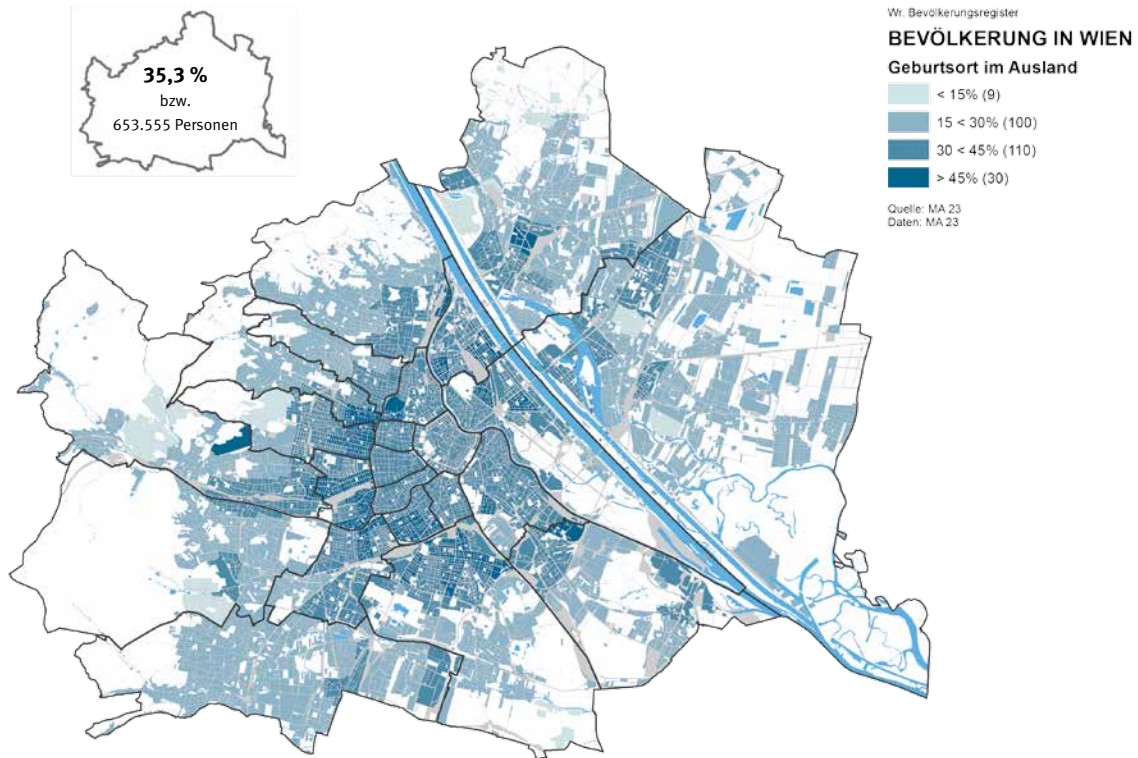 35,3 %
bzw.
653.555 Personen
Wr. Bevölkerungsregister
BEVÖLKERUNG IN WIEN
Geburtsort im Ausland
< 15% (9)
15 < 30% (100)
30 < 45% (110)
> 45% (30)
Quelle: MA 23
Daten: MA 23